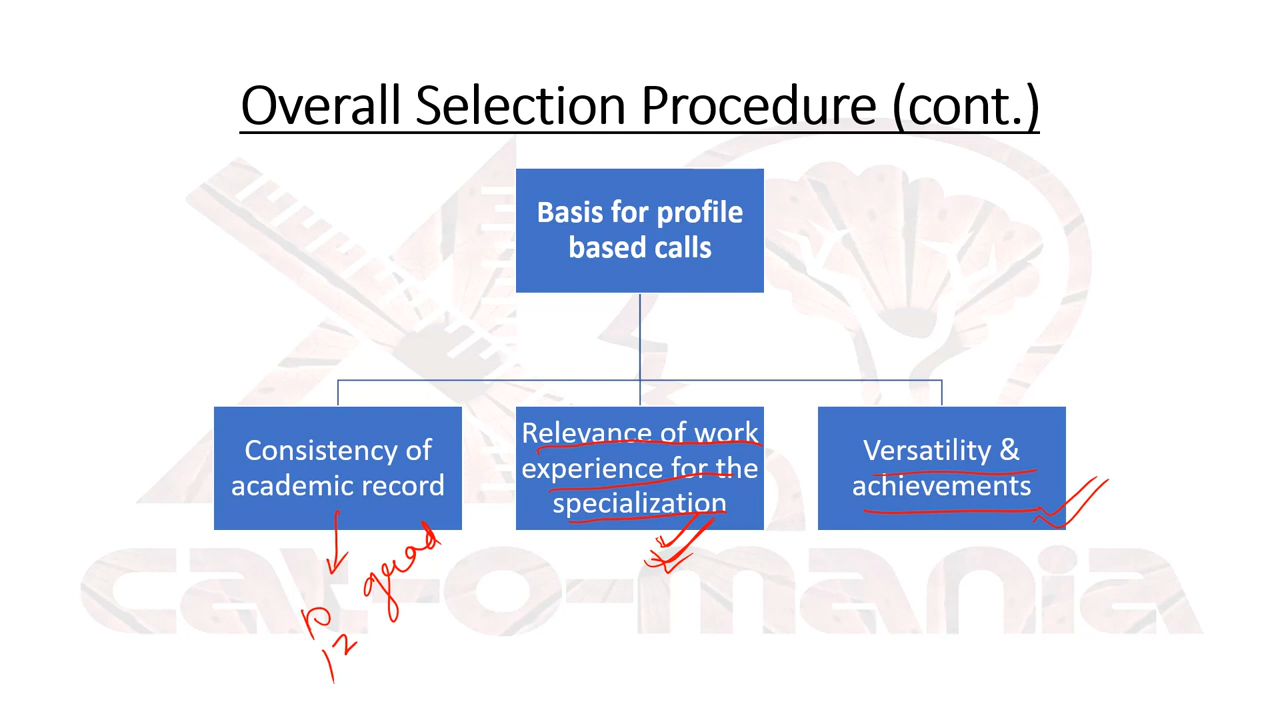 Overall Selection Procedure (cont.)
Basis for profile
based calls
Consistency of
academic record
Relevance of work
experience for the
specialization
Versatility &
achievements
10
12
grad
cat-o-mania